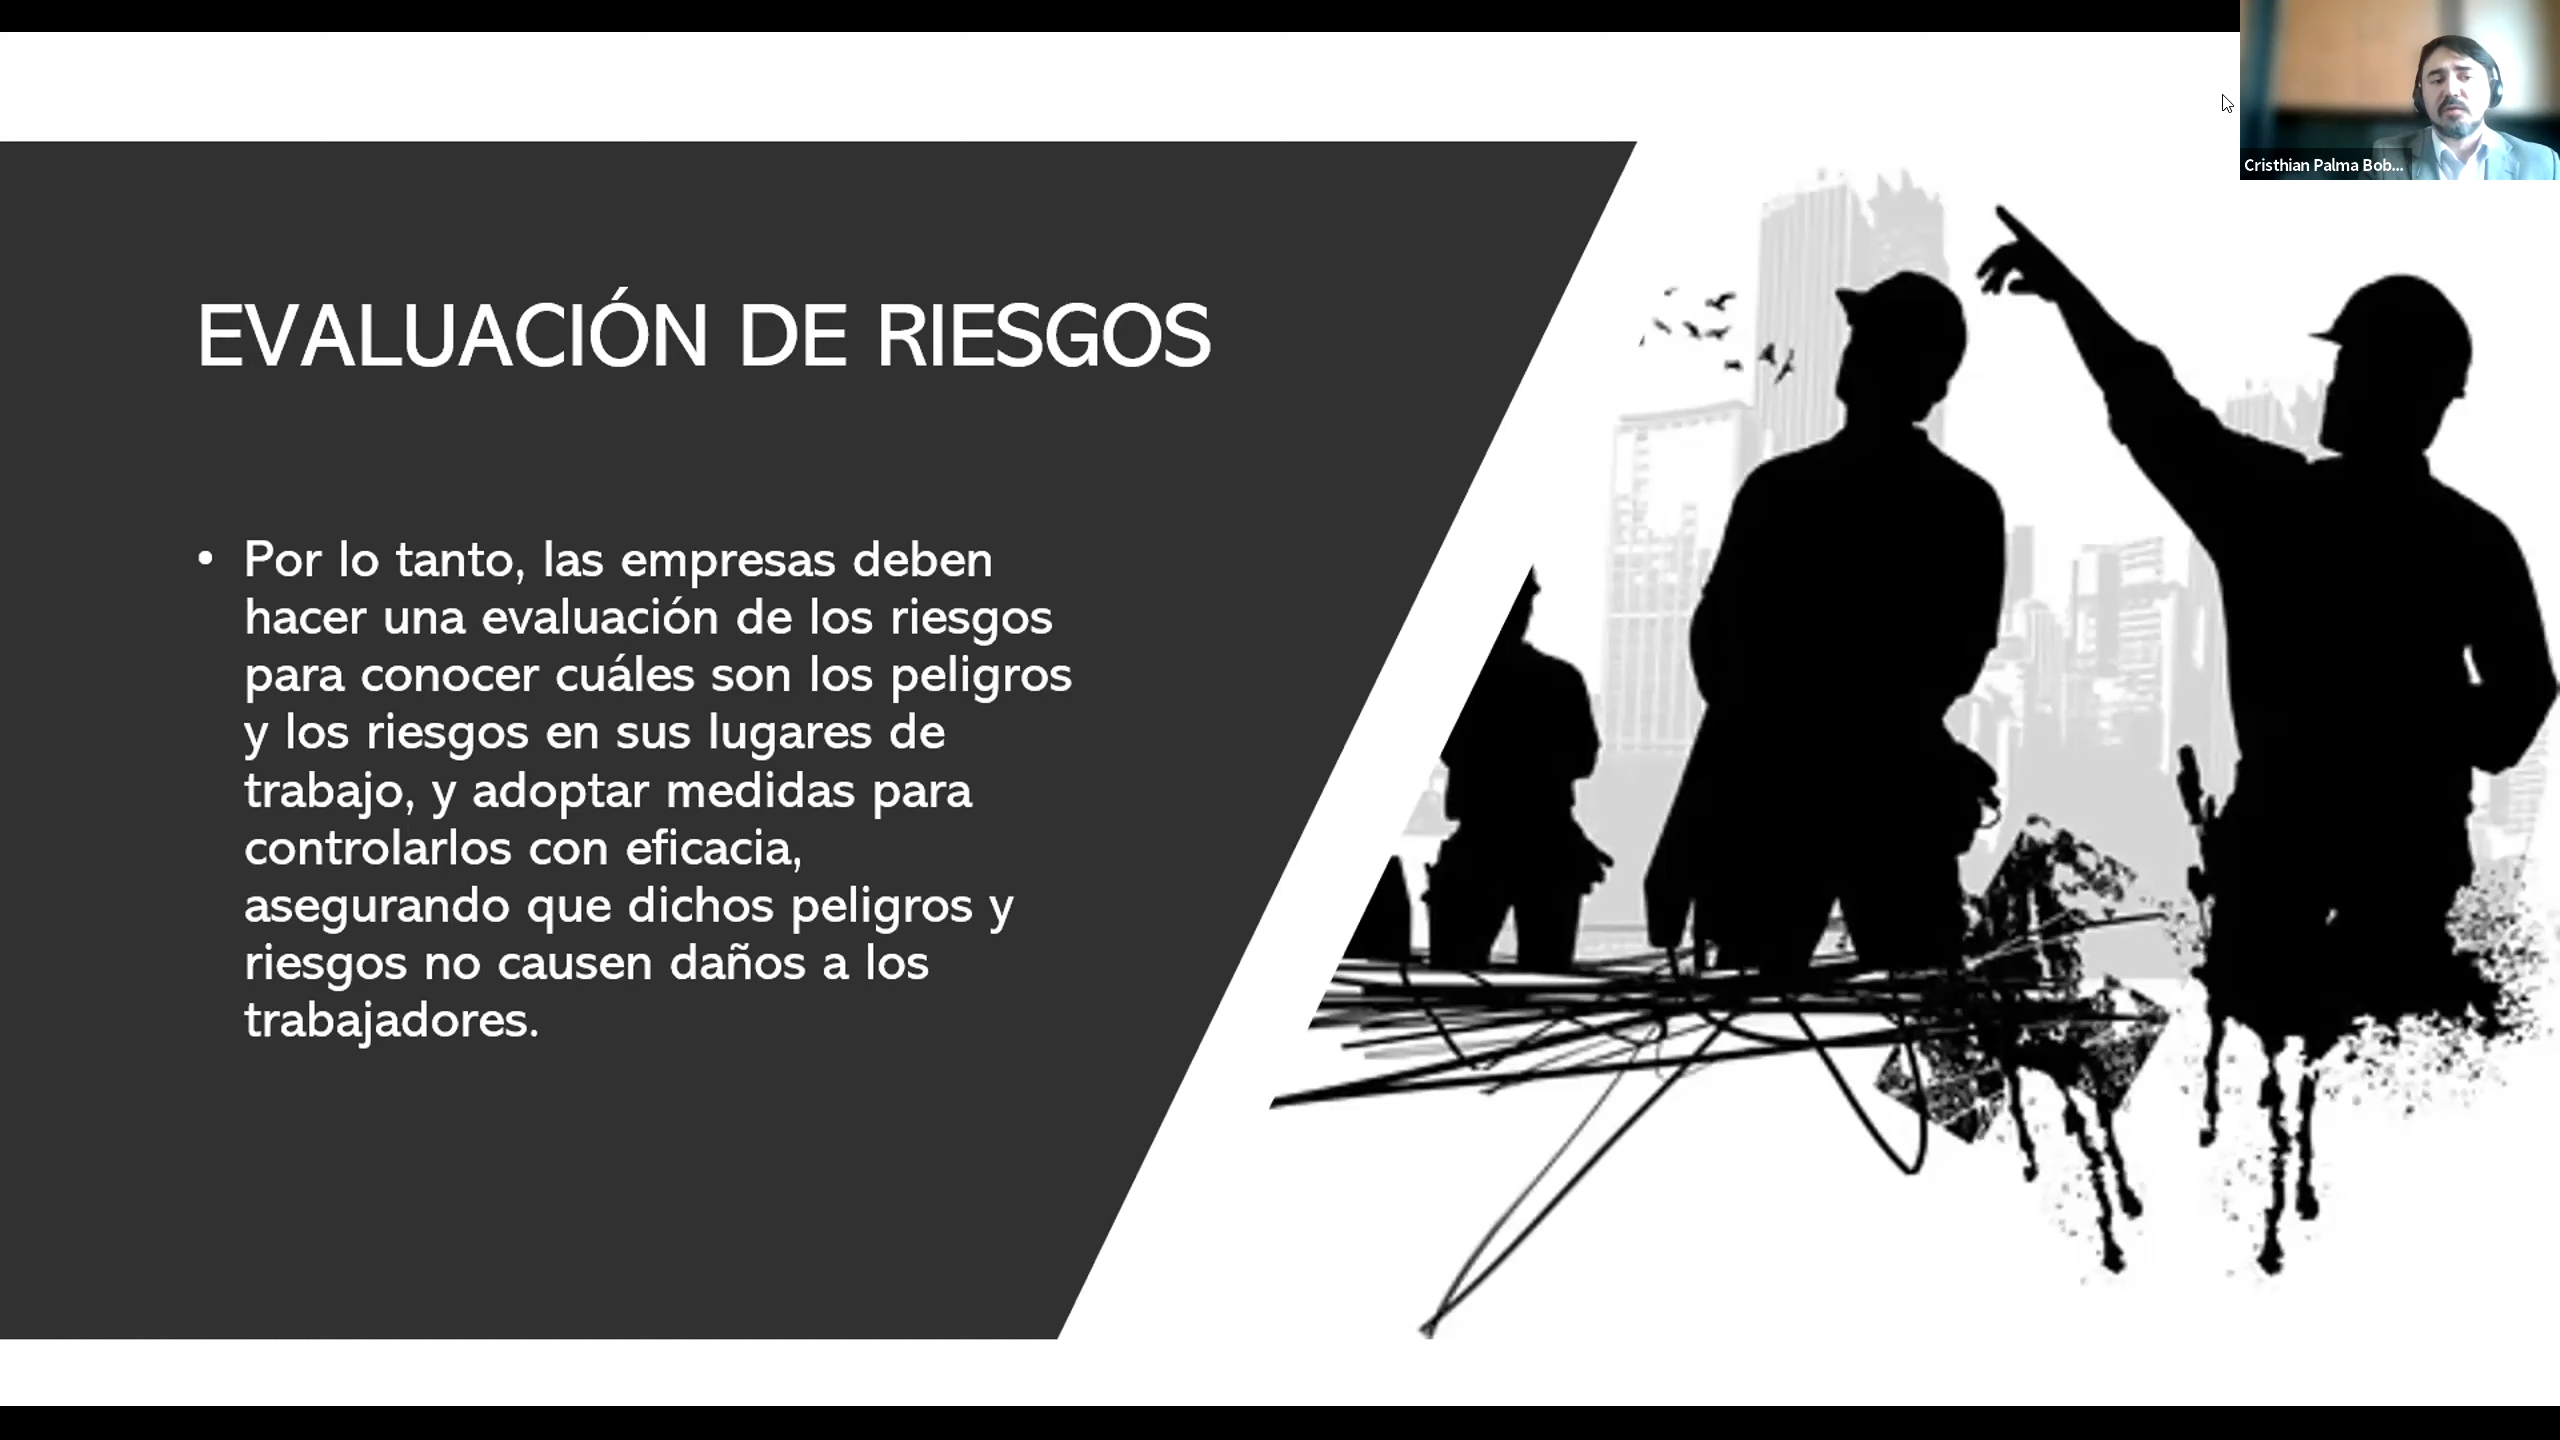 Cristhian Palma Bob...
EVALUACIÓN DE RIESGOS
• Por lo tanto, las empresas deben
hacer una evaluación de los riesgos
para conocer cuáles son los peligros
y los riesgos en sus lugares de
trabajo, y adoptar medidas para
controlarlos con eficacia,
asegurando que dichos peligros y
riesgos no causen daños a los
trabajadores.